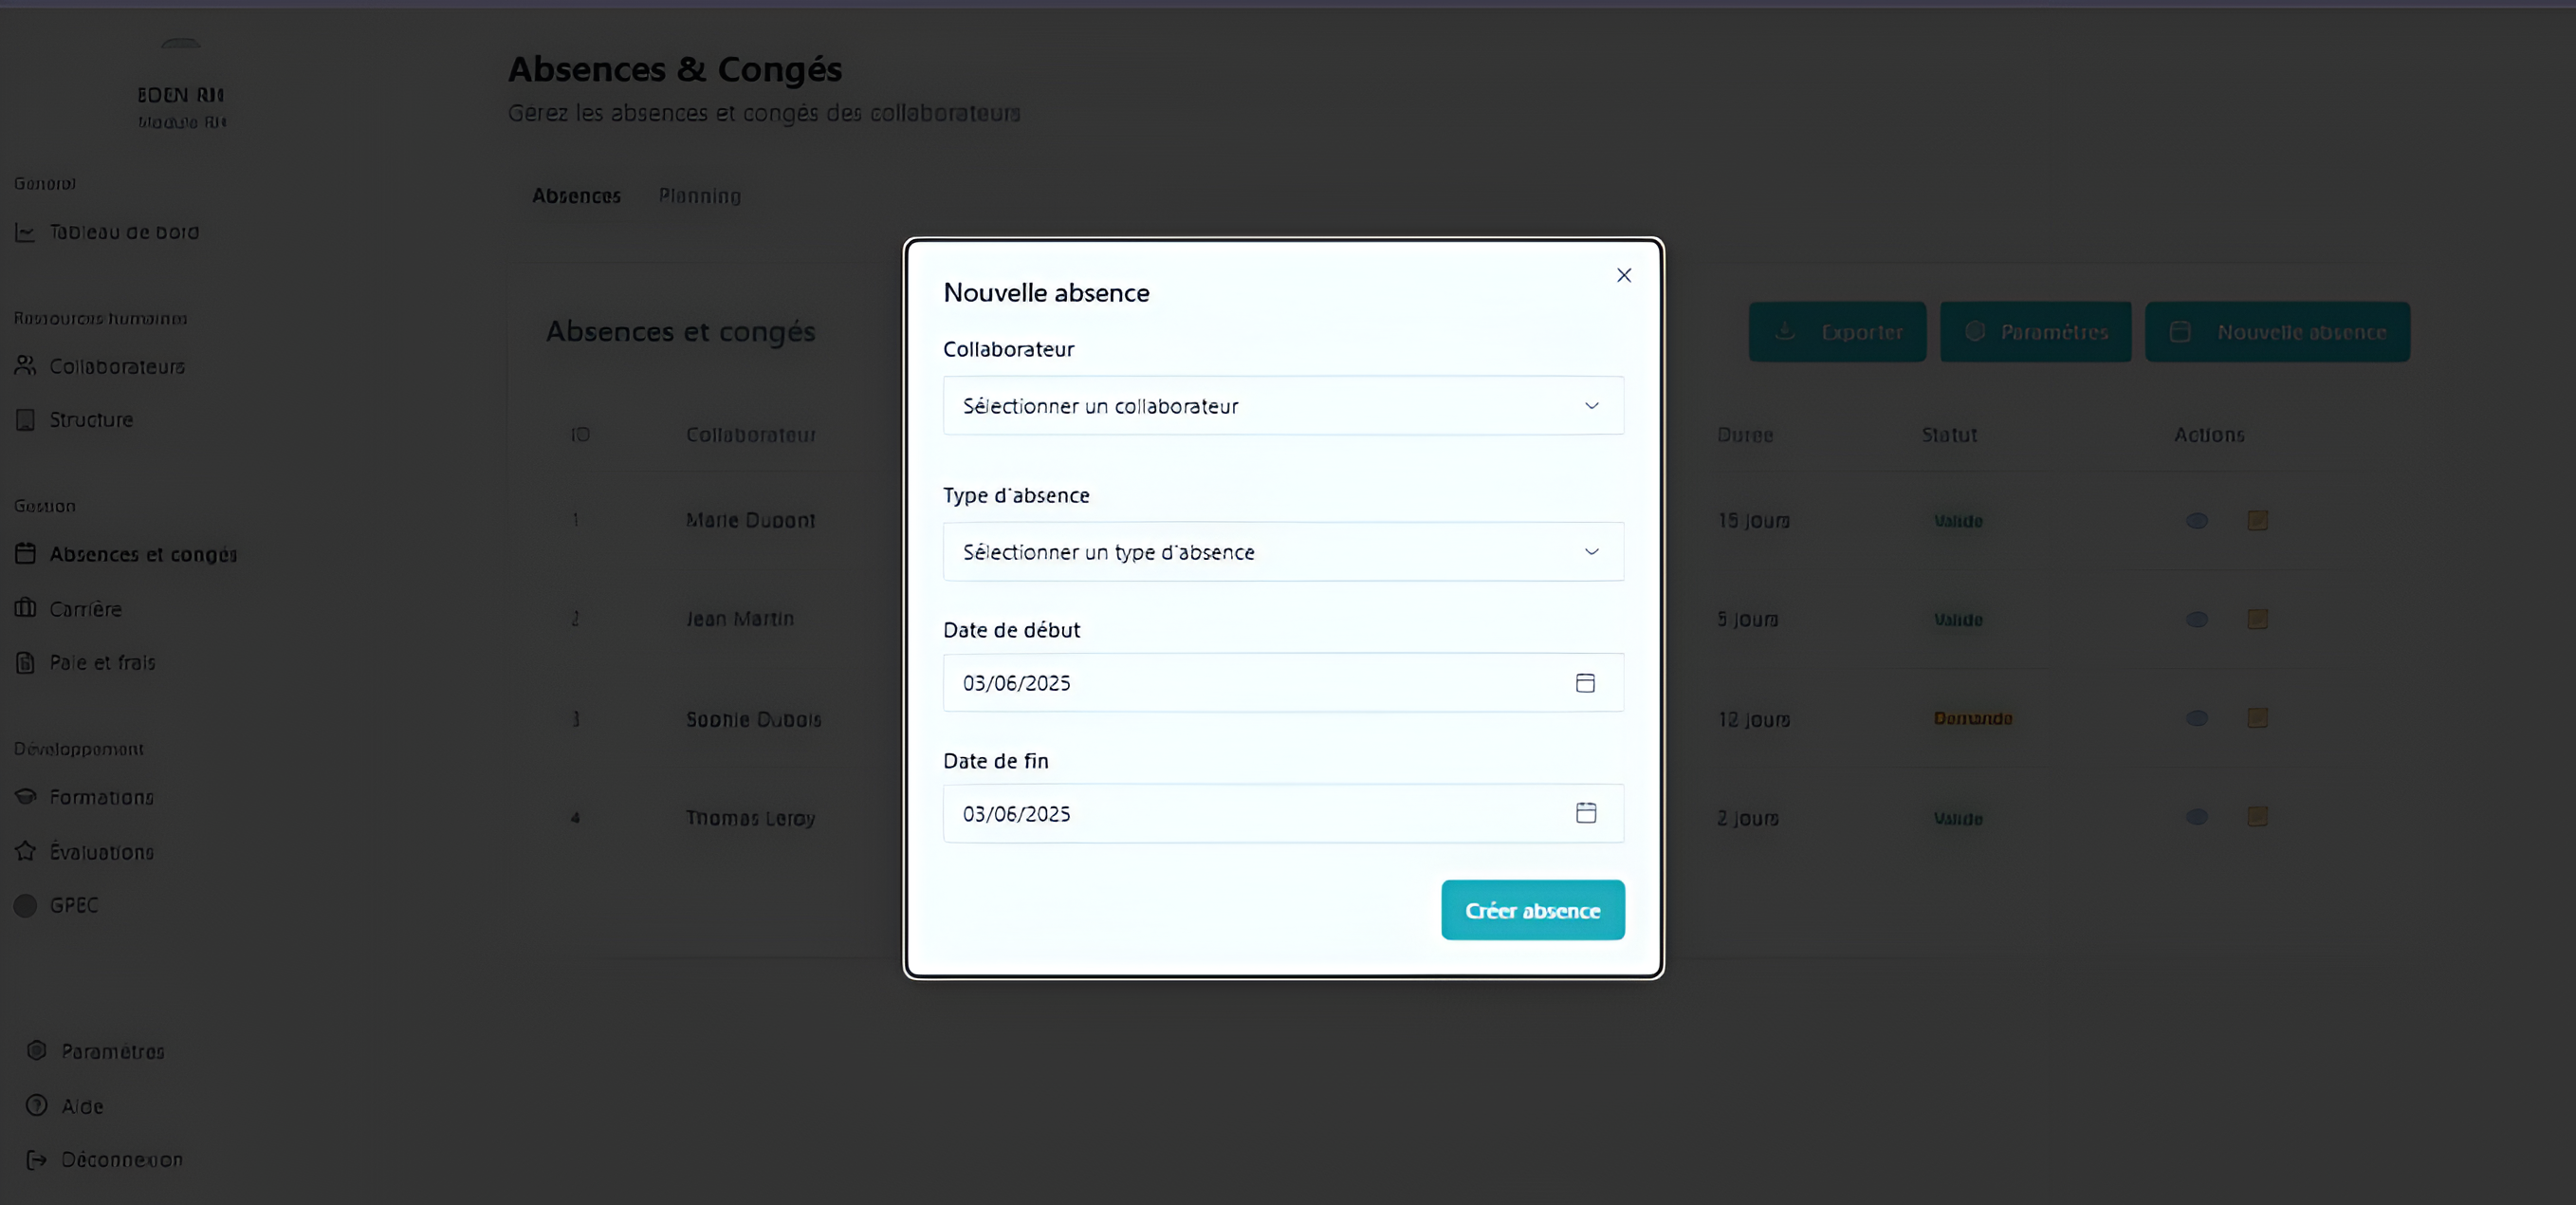 EDEN RH
Module RH
Général
Tableau de bord
Ressources humaines
Collaborateurs
Structure
Gestion
Absences et congés
Carrière
Paie et frais
Développement
Formations
Évaluations
GPEC
Paramètres
Aide
Déconnexion
Absences & Congés
Gérez les absences et congés des collaborateurs
Absences Planning
Absences et congés
Exporter Paramètres Nouvelle absence
ID Collaborateur Durée Statut Actions
1 Marie Dupont 15 jours Validé
2 Jean Martin 5 jours Validé
3 Sophie Dubois 12 jours Demandé
4 Thomas Leroy 2 jours Validé
Nouvelle absence
Collaborateur
Sélectionner un collaborateur
Type d'absence
Sélectionner un type d'absence
Date de début
03/06/2025
Date de fin
03/06/2025
Créer absence